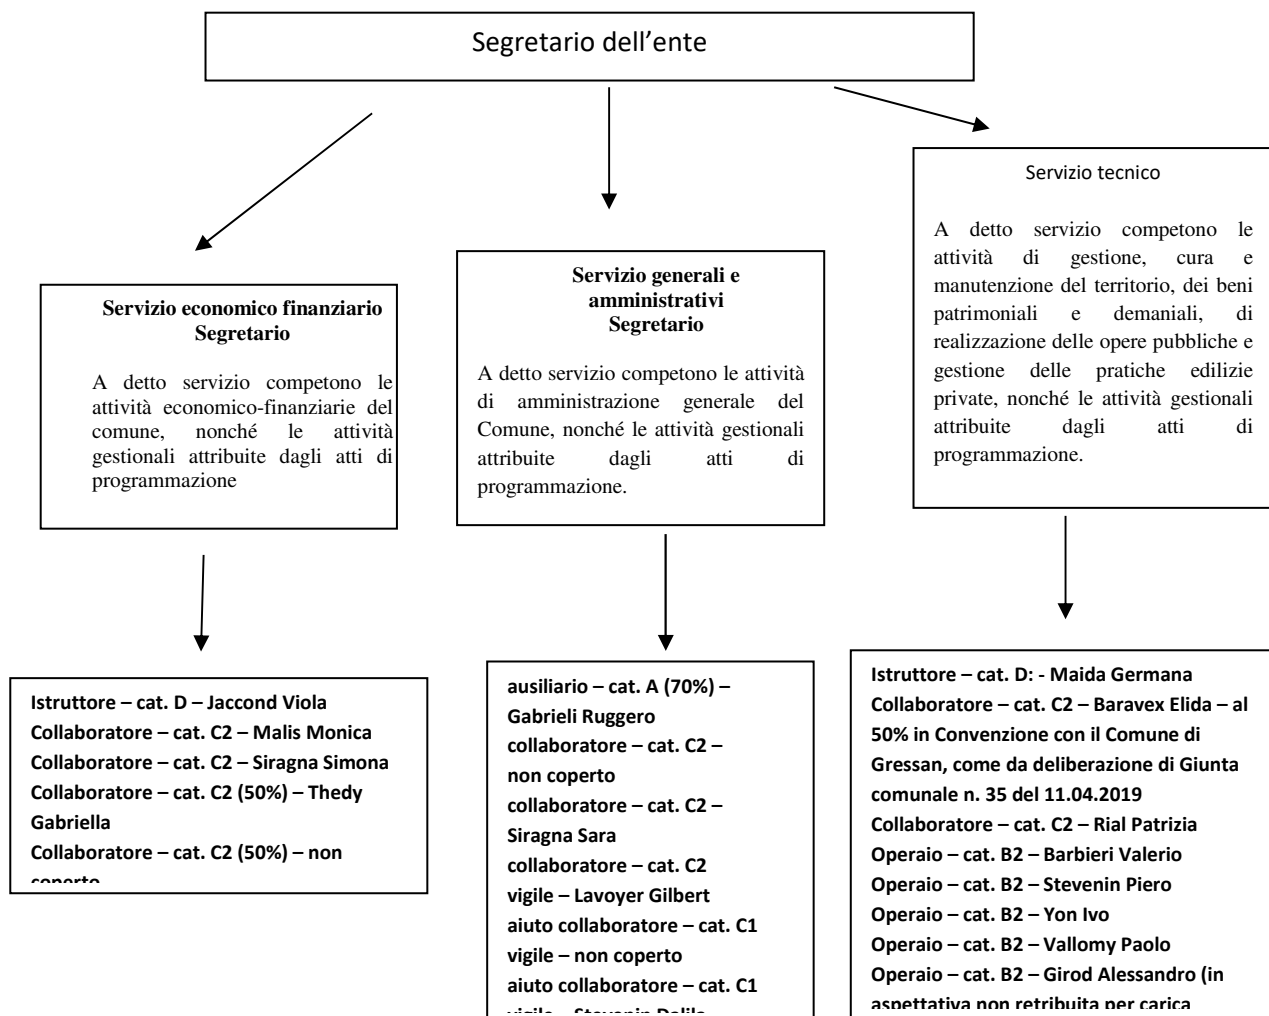 Segretario dell'ente
Servizio economico finanziario
Segretario
A detto servizio competono le
attività economico-finanziarie del
comune, nonché le attività
gestionali attribuite dagli atti di
programmazione
Servizio generali e
amministrativi
Segretario
A detto servizio competono le attività
di amministrazione generale del
Comune, nonché le attività gestionali
attribuite dagli atti di
programmazione.
Servizio tecnico
A detto servizio competono le
attività di gestione, cura e
manutenzione del territorio, dei beni
patrimoniali e demaniali, di
realizzazione delle opere pubbliche e
gestione delle pratiche edilizie
private, nonché le attività gestionali
attribuite dagli atti di
programmazione.
Istruttore – cat. D – Jaccond Viola
Collaboratore – cat. C2 – Malis Monica
Collaboratore – cat. C2 – Siragna Simona
Collaboratore – cat. C2 (50%) – Thedy
Gabriella
Collaboratore – cat. C2 (50%) – non
coperto
ausiliario – cat. A (70%) –
Gabrieli Ruggero
collaboratore – cat. C2 –
non coperto
collaboratore – cat. C2 –
Siragna Sara
collaboratore – cat. C2
vigile – Lavoyer Gilbert
aiuto collaboratore – cat. C1
vigile – non coperto
aiuto collaboratore – cat. C1
vigile – Stevenin Dalila
Istruttore – cat. D: - Maida Germana
Collaboratore – cat. C2 – Baravex Elida – al
50% in Convenzione con il Comune di
Gressan, come da deliberazione di Giunta
comunale n. 35 del 11.04.2019
Collaboratore – cat. C2 – Rial Patrizia
Operaio – cat. B2 – Barbieri Valerio
Operaio – cat. B2 – Stevenin Piero
Operaio – cat. B2 – Yon Ivo
Operaio – cat. B2 – Vallomy Paolo
Operaio – cat. B2 – Girod Alessandro (in
aspettativa non retribuita per carica